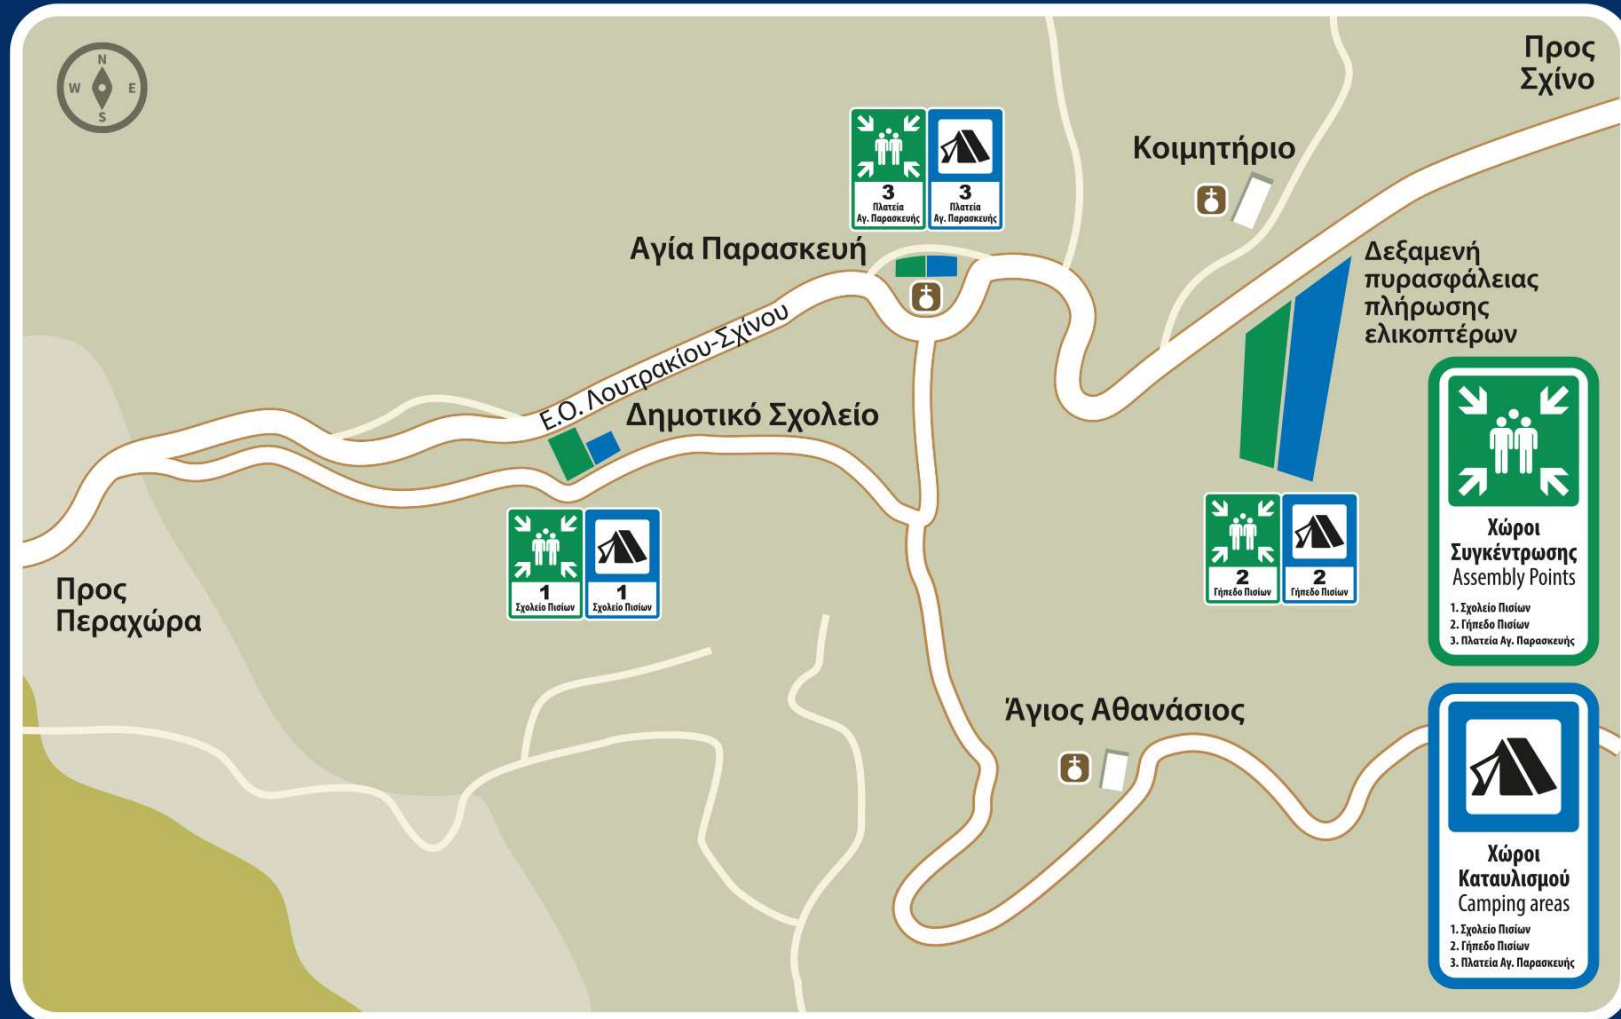 N
W
E
S
Προς
Σχίνο
Κοιμητήριο
3
Πλατεία
Αγ. Παρασκευής
3
Πλατεία
Αγ. Παρασκευής
Αγία Παρασκευή
Δεξαμενή
πυρασφάλειας
πλήρωσης
ελικοπτέρων
Ε.Ο. Λουτρακίου-Σχίνου
Δημοτικό Σχολείο
1
Σχολείο Πισίων
1
Σχολείο Πισίων
2
Γήπεδο Πισίων
2
Γήπεδο Πισίων
Προς
Περαχώρα
Άγιος Αθανάσιος
Χώροι
Συγκέντρωσης
Assembly Points
1. Σχολείο Πισίων
2. Γήπεδο Πισίων
3. Πλατεία Αγ. Παρασκευής
Χώροι
Καταυλισμού
Camping areas
1. Σχολείο Πισίων
2. Γήπεδο Πισίων
3. Πλατεία Αγ. Παρασκευής